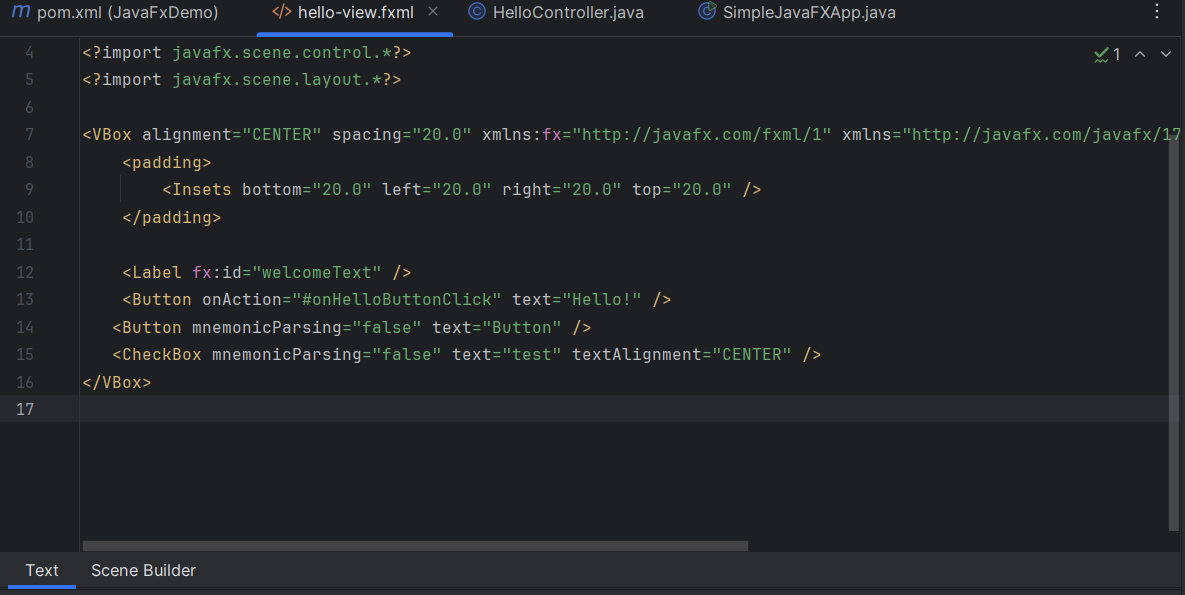 m pom.xml (JavaFxDemo) </> hello-view.fxml × C HelloController.java C SimpleJavaFXApp.java
4 <?import javafx.scene.control.*?> 1
5 <?import javafx.scene.layout.*?>
6
7 <VBox alignment="CENTER" spacing="20.0" xmlns:fx="http://javafx.com/fxml/1" xmlns="http://javafx.com/javafx/17
8 <padding>
9 <Insets bottom="20.0" left="20.0" right="20.0" top="20.0" />
10 </padding>
11
12 <Label fx:id="welcomeText" />
13 <Button onAction="#onHelloButtonClick" text="Hello!" />
14 <Button mnemonicParsing="false" text="Button" />
15 <CheckBox mnemonicParsing="false" text="test" textAlignment="CENTER" />
16 </VBox>
17
Text Scene Builder